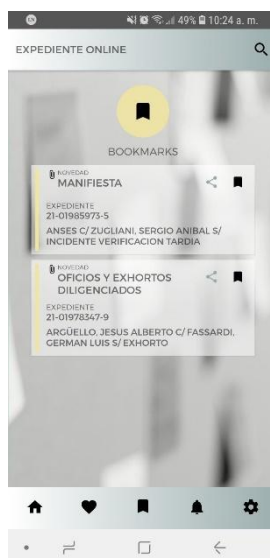 49% 10:24 a. m.
EXPEDIENTE ONLINE
BOOKMARKS
NOVEDAD
MANIFIESTA
EXPEDIENTE
21-01985973-5
ANSES C/ ZUGLIANI, SERGIO ANIBAL S/
INCIDENTE VERIFICACION TARDIA
NOVEDAD
OFICIOS Y EXHORTOS
DILIGENCIADOS
EXPEDIENTE
21-01978347-9
ARGÜELLO, JESUS ALBERTO C/ FASSARDI,
GERMAN LUIS S/ EXHORTO